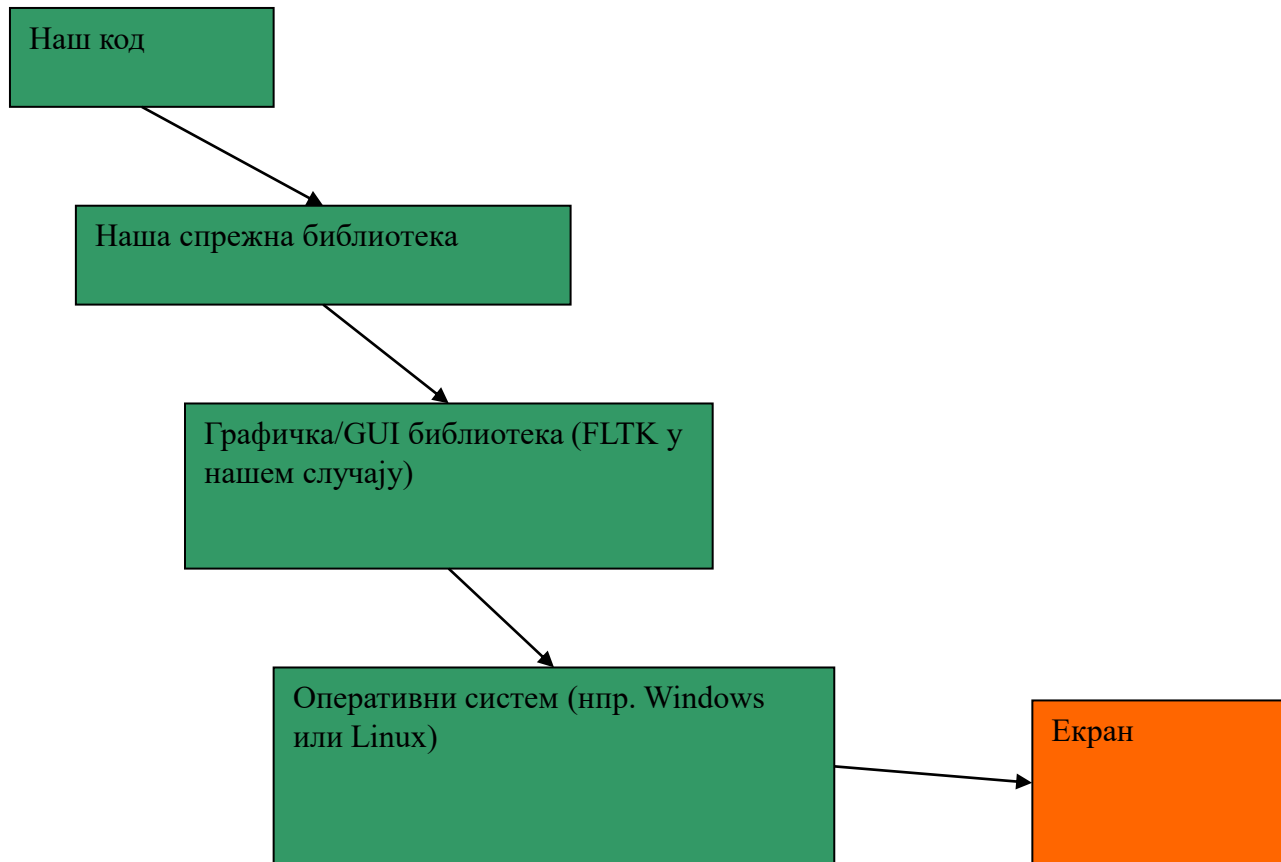 Наш код
Наша спрежна библиотека
Графичка/GUI библиотека (FLTK у
нашем случају)
Оперативни систем (нпр. Windows
или Linux)
Екран